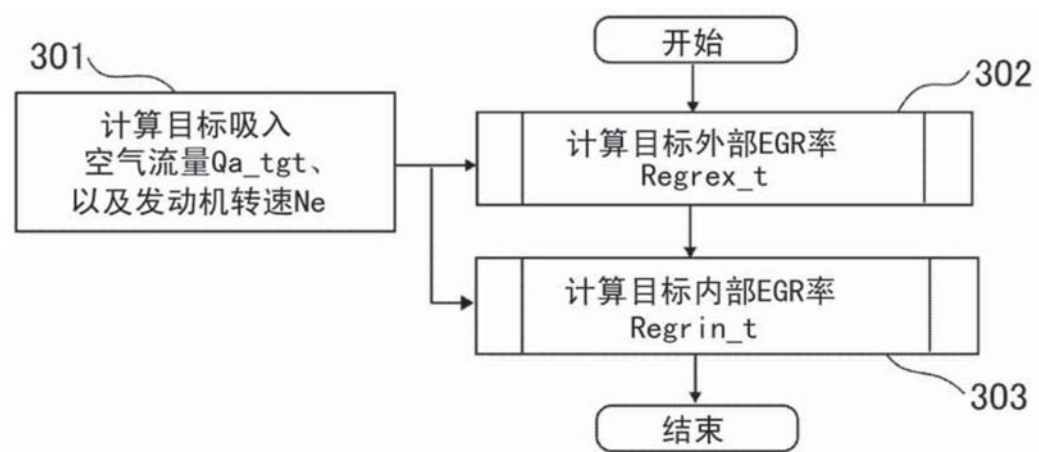 开始
301
计算目标吸入
空气流量Qa_tgt、
以及发动机转速Ne
302
计算目标外部EGR率
Regrex_t
计算目标内部EGR率
Regrin_t
303
结束